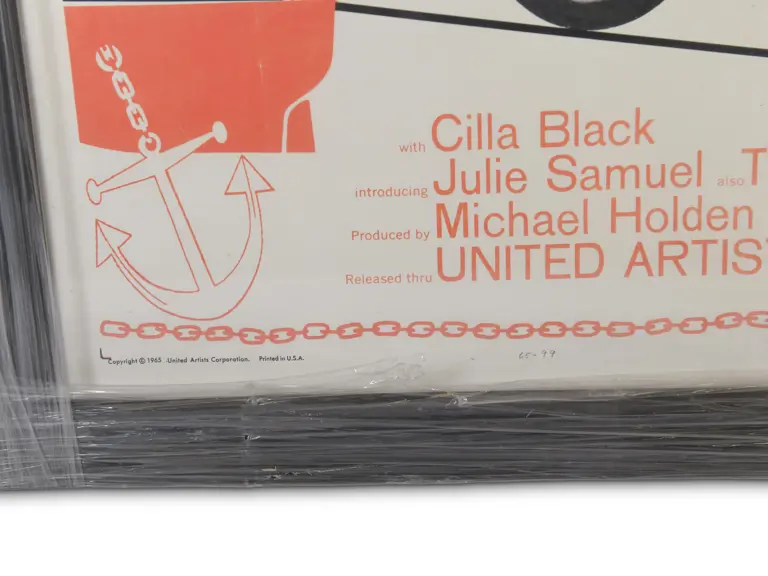 with Cilla Black
introducing Julie Samuel also T
Produced by Michael Holden
Released thru UNITED ARTIS
Copyright © 1965 United Artists Corporation. Printed in U.S.A.
65-99